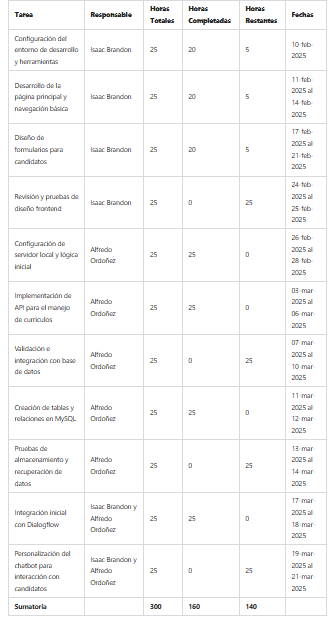 Tarea Responsable Horas Totales Horas Completadas Horas Restantes Fechas
Configuración del entorno de desarrollo y herramientas Isaac Brandon 25 20 5 10-feb-2025
Desarrollo de la página principal y navegación básica Isaac Brandon 25 20 5 11-feb-2025 al 14-feb-2025
Diseño de formularios para candidatos Isaac Brandon 25 20 5 17-feb-2025 al 21-feb-2025
Revisión y pruebas de diseño frontend Isaac Brandon 25 0 25 24-feb-2025 al 25-feb-2025
Configuración de servidor local y lógica inicial Alfredo Ordoñez 25 25 0 26-feb-2025 al 28-feb-2025
Implementación de API para el manejo de currículos Alfredo Ordoñez 25 25 0 03-mar-2025 al 06-mar-2025
Validación e integración con base de datos Alfredo Ordoñez 25 0 25 07-mar-2025 al 10-mar-2025
Creación de tablas y relaciones en MySQL Alfredo Ordoñez 25 25 0 11-mar-2025 al 12-mar-2025
Pruebas de almacenamiento y recuperación de datos Alfredo Ordoñez 25 0 25 13-mar-2025 al 14-mar-2025
Integración inicial con Dialogflow Isaac Brandon y Alfredo Ordoñez 25 25 0 17-mar-2025 al 18-mar-2025
Personalización del chatbot para interacción con candidatos Isaac Brandon y Alfredo Ordoñez 25 0 25 19-mar-2025 al 21-mar-2025
Sumatoria 300 160 140